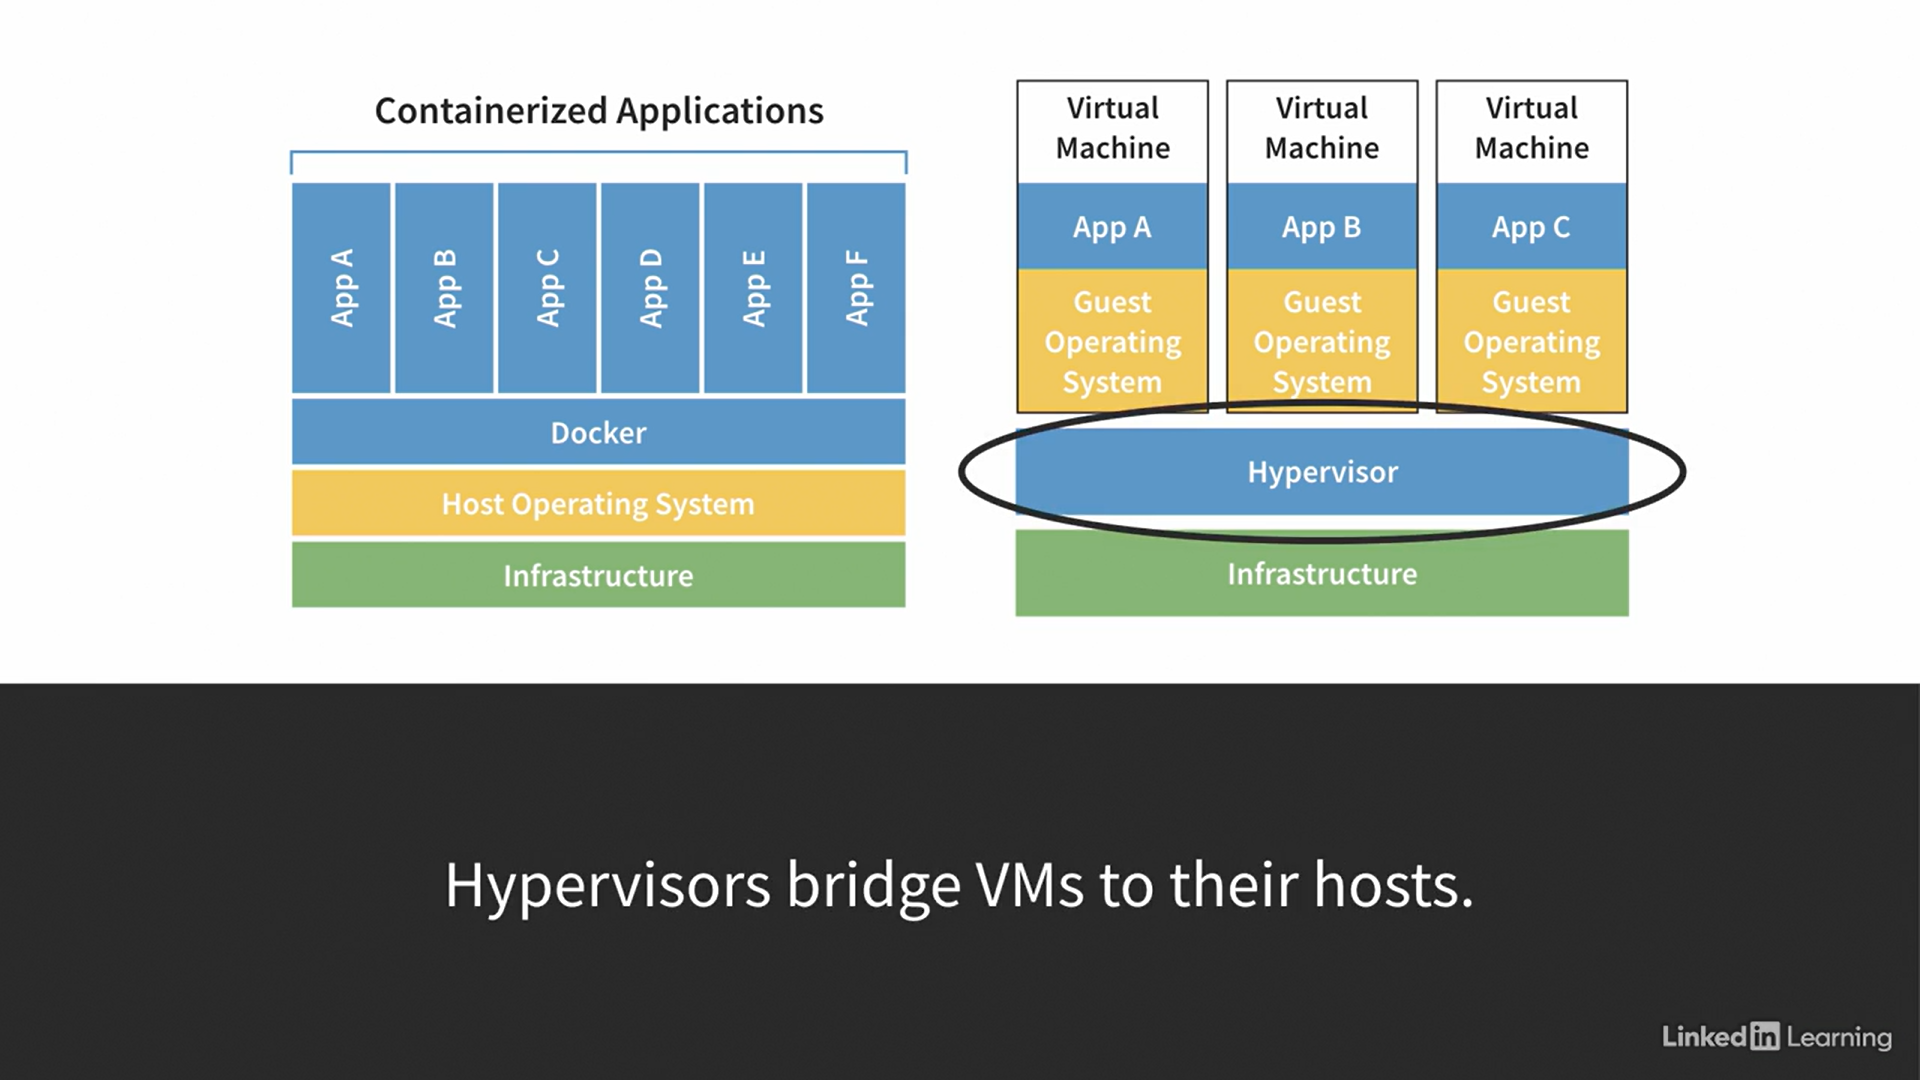 Containerized Applications
App A
App B
App C
App D
App E
App F
Docker
Host Operating System
Infrastructure
Virtual
Machine
App A
Guest
Operating
System
Virtual
Machine
App B
Guest
Operating
System
Virtual
Machine
App C
Guest
Operating
System
Hypervisor
Infrastructure
Hypervisors bridge VMs to their hosts.
Linked in Learning